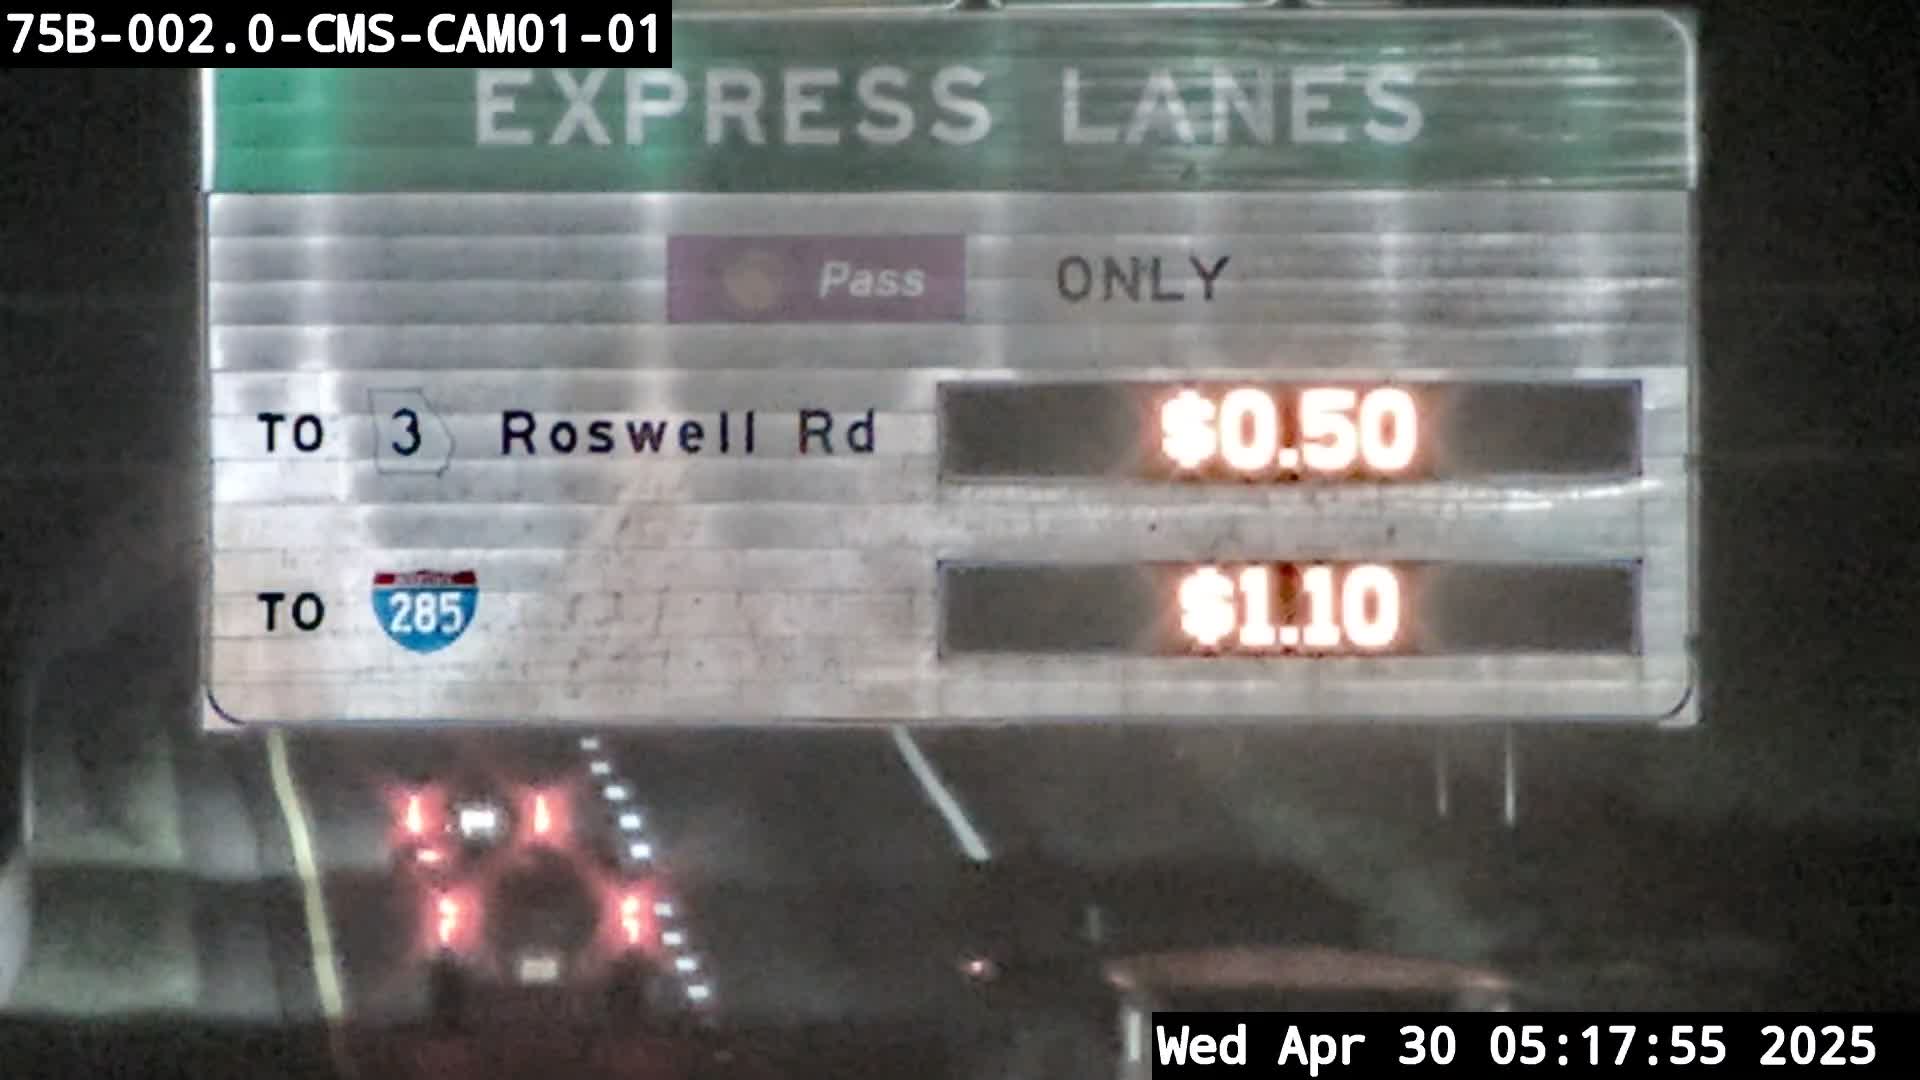 75B-002.0-CMS-CAM01-01
EXPRESS LANES
Pass ONLY
TO 3 Roswell Rd $0.50
TO 285 $1.10
Wed Apr 30 05:17:55 2025